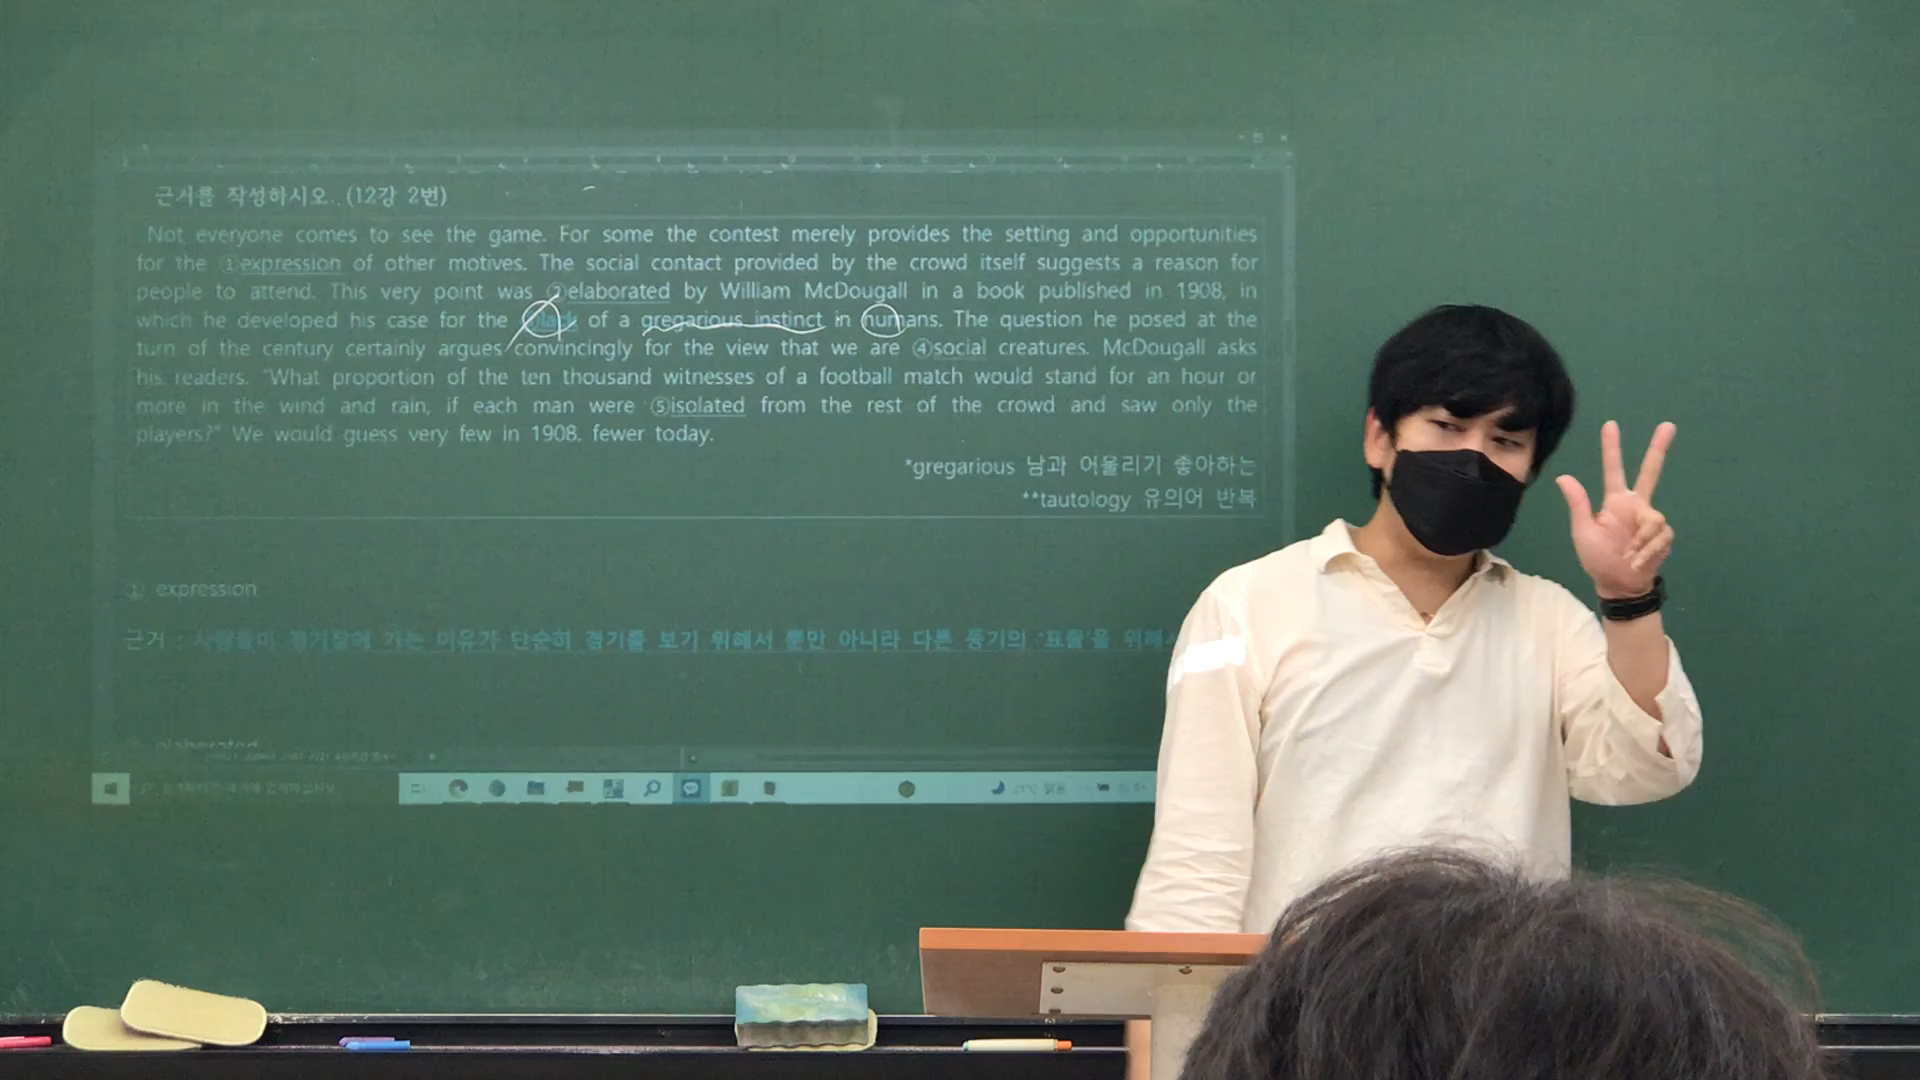 근거를 작성하시오..(12강 2번)
Not everyone comes to see the game. For some the contest merely provides the setting and opportunities
for the ①expression of other motives. The social contact provided by the crowd itself suggests a reason for
people to attend. This very point was ②elaborated by William McDougall in a book published in 1908, in
which he developed his case for the lack of a gregarious instinct in humans. The question he posed at the
turn of the century certainly argues convincingly for the view that we are ④social creatures. McDougall asks
his readers. "What proportion of the ten thousand witnesses of a football match would stand for an hour or
more in the wind and rain, if each man were ⑤isolated from the rest of the crowd and saw only the
players?" We would guess very few in 1908. fewer today.
*gregarious 남과 어울리기 좋아하는
**tautology 유의어 반복
① expression
근거 : 사람들이 경기장에 가는 이유가 단순히 경기를 보기 위해서 뿐만 아니라 다른 동기의 '표출'을 위해
elaborated